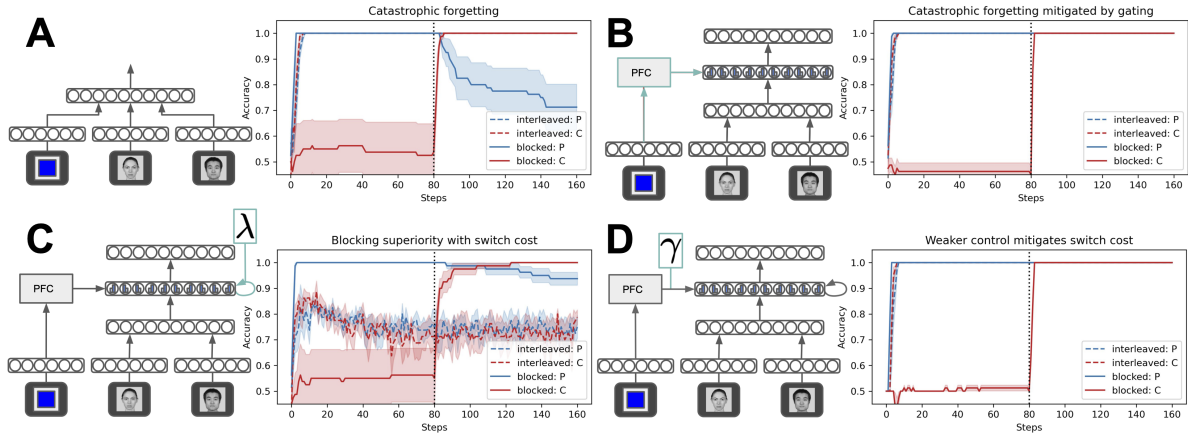 A
Catastrophic forgetting
Accuracy
1.0
0.9
0.8
0.7
0.6
0.5
interleaved: P
interleaved: C
blocked: P
blocked: C
0 20 40 60 80 100 120 140 160
Steps
B
PFC
Catastrophic forgetting mitigated by gating
Accuracy
1.0
0.9
0.8
0.7
0.6
0.5
interleaved: P
interleaved: C
blocked: P
blocked: C
0 20 40 60 80 100 120 140 160
Steps
C
λ
PFC
Blocking superiority with switch cost
Accuracy
1.0
0.9
0.8
0.7
0.6
0.5
interleaved: P
interleaved: C
blocked: P
blocked: C
0 20 40 60 80 100 120 140 160
Steps
D
γ
PFC
Weaker control mitigates switch cost
Accuracy
1.0
0.9
0.8
0.7
0.6
0.5
interleaved: P
interleaved: C
blocked: P
blocked: C
0 20 40 60 80 100 120 140 160
Steps